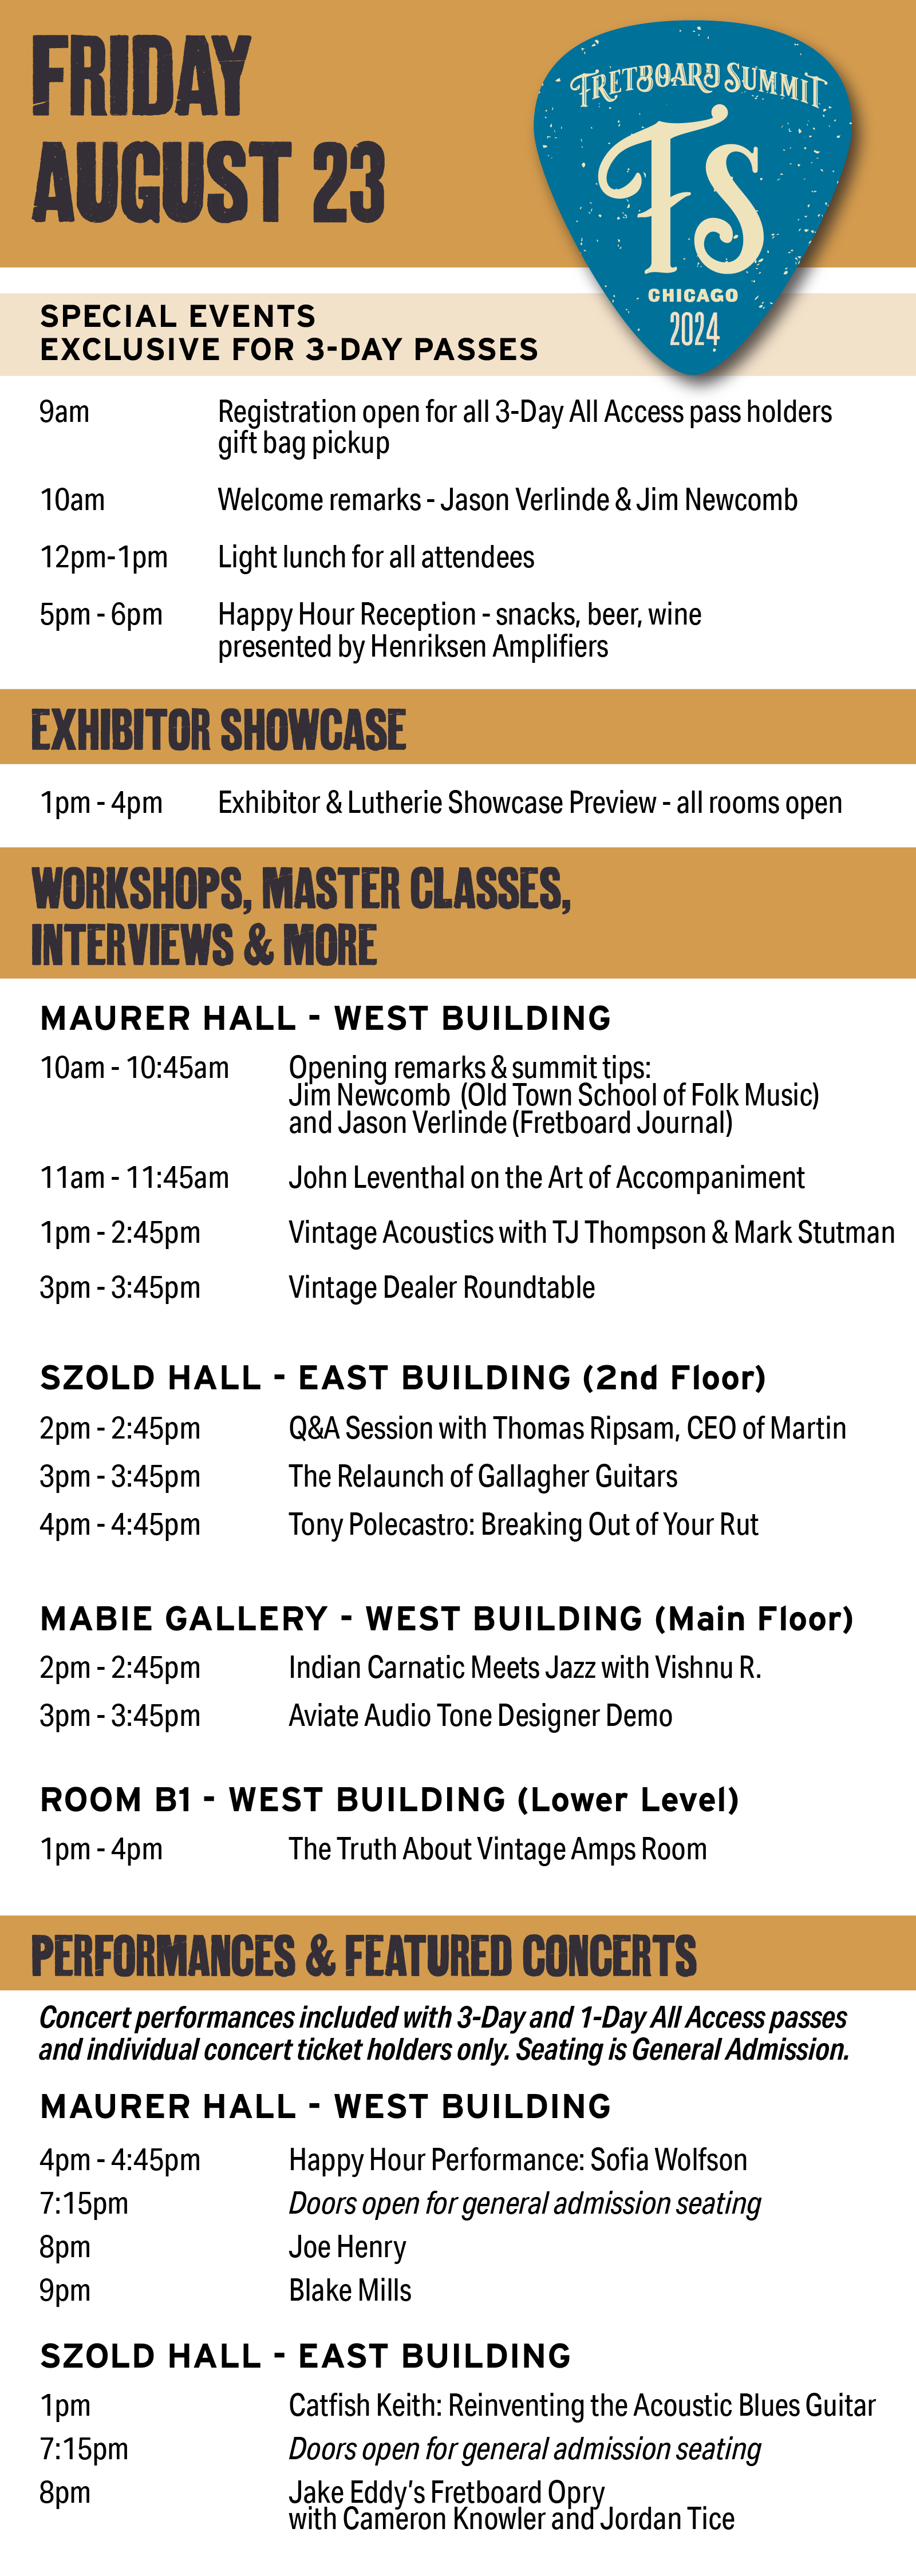 FRIDAY
AUGUST 23
FRETBOARD SUMMIT
FS
CHICAGO
2024
SPECIAL EVENTS
EXCLUSIVE FOR 3-DAY PASSES
9am Registration open for all 3-Day All Access pass holders
gift bag pickup
10am Welcome remarks - Jason Verlinde & Jim Newcomb
12pm-1pm Light lunch for all attendees
5pm - 6pm Happy Hour Reception - snacks, beer, wine
presented by Henriksen Amplifiers
EXHIBITOR SHOWCASE
1pm - 4pm Exhibitor & Lutherie Showcase Preview - all rooms open
WORKSHOPS, MASTER CLASSES,
INTERVIEWS & MORE
MAURER HALL - WEST BUILDING
10am - 10:45am Opening remarks & summit tips:
Jim Newcomb (Old Town School of Folk Music)
and Jason Verlinde (Fretboard Journal)
11am - 11:45am John Leventhal on the Art of Accompaniment
1pm - 2:45pm Vintage Acoustics with TJ Thompson & Mark Stutman
3pm - 3:45pm Vintage Dealer Roundtable
SZOLD HALL - EAST BUILDING (2nd Floor)
2pm - 2:45pm Q&A Session with Thomas Ripsam, CEO of Martin
3pm - 3:45pm The Relaunch of Gallagher Guitars
4pm - 4:45pm Tony Polecastro: Breaking Out of Your Rut
MABIE GALLERY - WEST BUILDING (Main Floor)
2pm - 2:45pm Indian Carnatic Meets Jazz with Vishnu R.
3pm - 3:45pm Aviate Audio Tone Designer Demo
ROOM B1 - WEST BUILDING (Lower Level)
1pm - 4pm The Truth About Vintage Amps Room
PERFORMANCES & FEATURED CONCERTS
Concert performances included with 3-Day and 1-Day All Access passes
and individual concert ticket holders only. Seating is General Admission.
MAURER HALL - WEST BUILDING
4pm - 4:45pm Happy Hour Performance: Sofia Wolfson
7:15pm Doors open for general admission seating
8pm Joe Henry
9pm Blake Mills
SZOLD HALL - EAST BUILDING
1pm Catfish Keith: Reinventing the Acoustic Blues Guitar
7:15pm Doors open for general admission seating
8pm Jake Eddy's Fretboard Opry
with Cameron Knowler and Jordan Tice